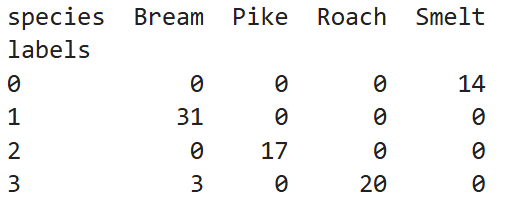 species  Bream  Pike  Roach  Smelt
labels
0            0     0      0     14
1           31     0      0      0
2            0    17      0      0
3            3     0     20      0